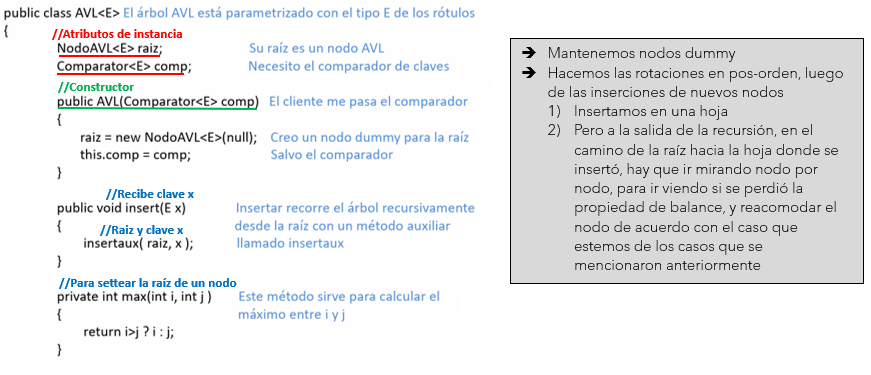 public class AVL<E> El árbol AVL está parametrizado con el tipo E de los rótulos
{
//Atributos de instancia
NodoAVL<E> raiz; Su raíz es un nodo AVL
Comparator<E> comp; Necesito el comparador de claves
//Constructor
public AVL(Comparator<E> comp) El cliente me pasa el comparador
{
raiz = new NodoAVL<E>(null); Creo un nodo dummy para la raíz
this.comp = comp; Salvo el comparador
}
//Recibe clave x
public void insert(E x) Insertar recorre el árbol recursivamente
{ //Raiz y clave x desde la raíz con un método auxiliar
insertaux( raiz, x ); llamado insertaux
}
//Para settear la raíz de un nodo
private int max(int i, int j ) Este método sirve para calcular el
{ máximo entre i y j
return i>j ? i : j;
}
➔ Mantenemos nodos dummy
➔ Hacemos las rotaciones en pos-orden, luego
de las inserciones de nuevos nodos
1) Insertamos en una hoja
2) Pero a la salida de la recursión, en el
camino de la raíz hacia la hoja donde se
insertó, hay que ir mirando nodo por
nodo, para ir viendo si se perdió la
propiedad de balance, y reacomodar el
nodo de acuerdo con el caso que
estemos de los casos que se
mencionaron anteriormente